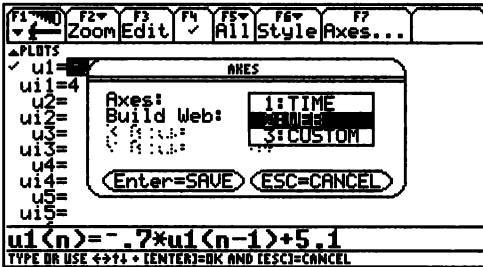 F1 F2 F3 F4 F5 F6 F7
Zoom Edit ✓ All Style Axes...
PLOTS
✓ u1=
ui1=4
u2=
ui2=
u3=
ui3=
u4=
ui4=
u5=
ui5=
AXES
Axes:
Build Web:
1:TIME
2:WEB
3:CUSTOM
Enter=SAVE ESC=CANCEL
u1(n)=-.7*u1(n-1)+5.1
TYPE OR USE ←→↑↓ + [ENTER]=OK AND [ESC]=CANCEL